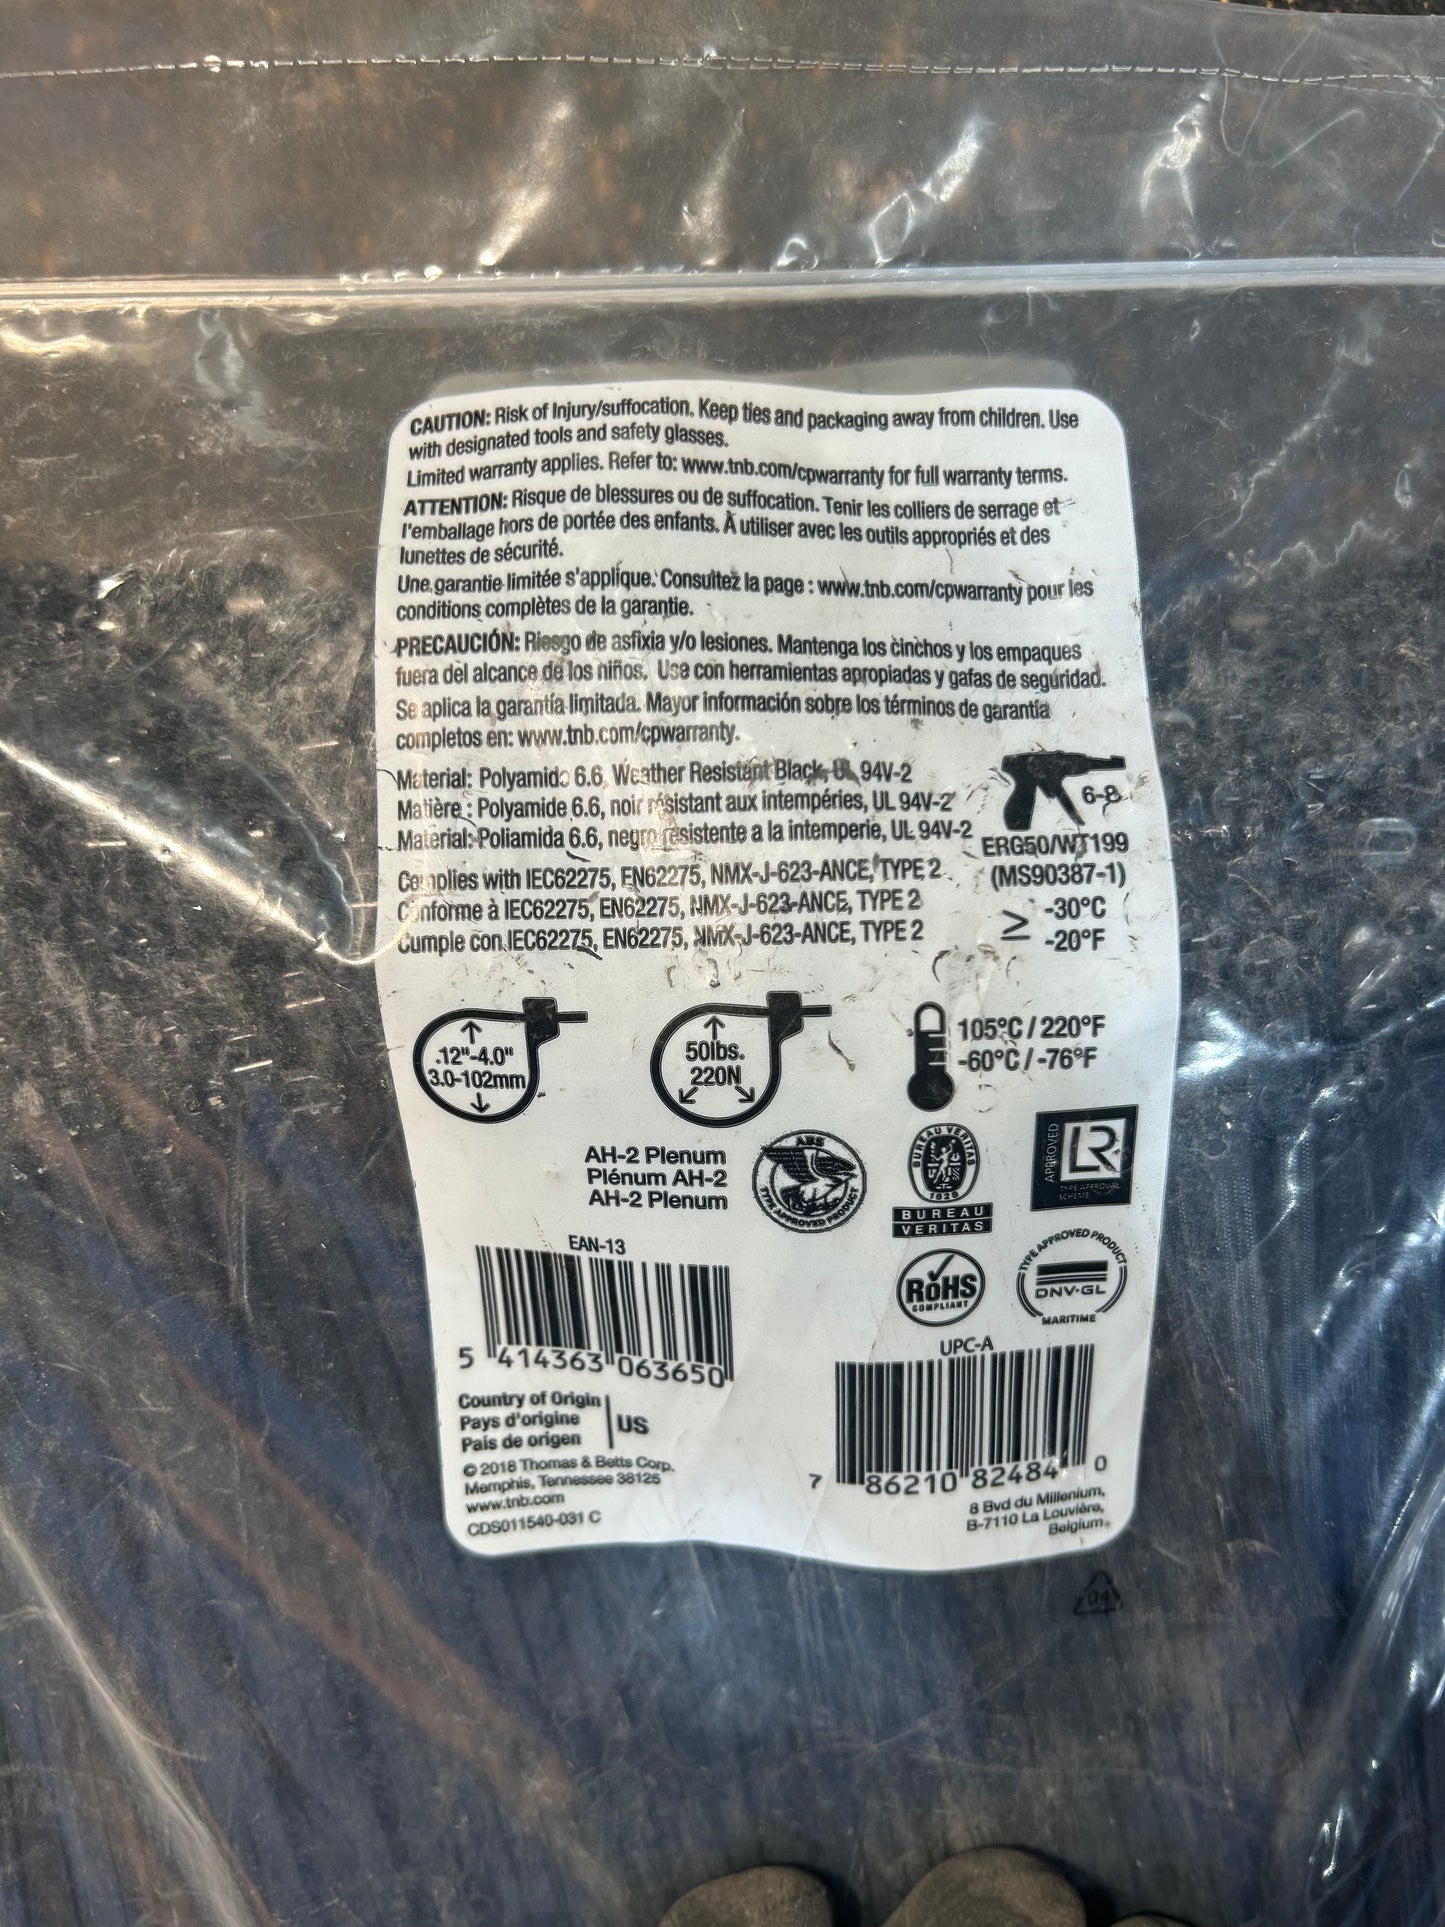 CAUTION: Risk of Injury/suffocation. Keep ties and packaging away from children. Use
with designated tools and safety glasses.
Limited warranty applies. Refer to: www.tnb.com/cpwarranty for full warranty terms.
ATTENTION: Risque de blessures ou de suffocation. Tenir les colliers de serrage et
l'emballage hors de portée des enfants. À utiliser avec les outils appropriés et des
lunettes de sécurité.
Une garantie limitée s'applique. Consultez la page : www.tnb.com/cpwarranty pour les
conditions complètes de la garantie.
PRECAUCIÓN: Riesgo de asfixia y/o lesiones. Mantenga los cinchos y los empaques
fuera del alcance de los niños. Use con herramientas apropiadas y gafas de seguridad.
Se aplica la garantía limitada. Mayor información sobre los términos de garantía
completos en: www.tnb.com/cpwarranty.
Material: Polyamide 6.6, Weather Resistant Black, UL 94V-2
Matière : Polyamide 6.6, noir résistant aux intempéries, UL 94V-2
Material: Poliamida 6.6, negro resistente a la intemperie, UL 94V-2
6-8
ERG50/WT199
(MS90387-1)
Complies with IEC62275, EN62275, NMX-J-623-ANCE, TYPE 2
Conforme à IEC62275, EN62275, NMX-J-623-ANCE, TYPE 2
Cumple con IEC62275, EN62275, NMX-J-623-ANCE, TYPE 2
≥ -30°C
-20°F
.12"-4.0"
3.0-102mm
50lbs.
220N
105°C / 220°F
-60°C / -76°F
AH-2 Plenum
Plénum AH-2
AH-2 Plenum
ABS
TYPE APPROVED PRODUCT
BUREAU VERITAS
1828
BUREAU
VERITAS
APPROVED
LR
TYPE APPROVAL
SCHEME
RoHS
COMPLIANT
TYPE APPROVED PRODUCT
DNV·GL
MARITIME
EAN-13
5 414363 063650
UPC-A
7 86210 82484 0
Country of Origin
Pays d'origine
País de origen
US
© 2018 Thomas & Betts Corp.
Memphis, Tennessee 38125
www.tnb.com
CDS011540-031 C
8 Bvd du Millenium,
B-7110 La Louvière,
Belgium.
04